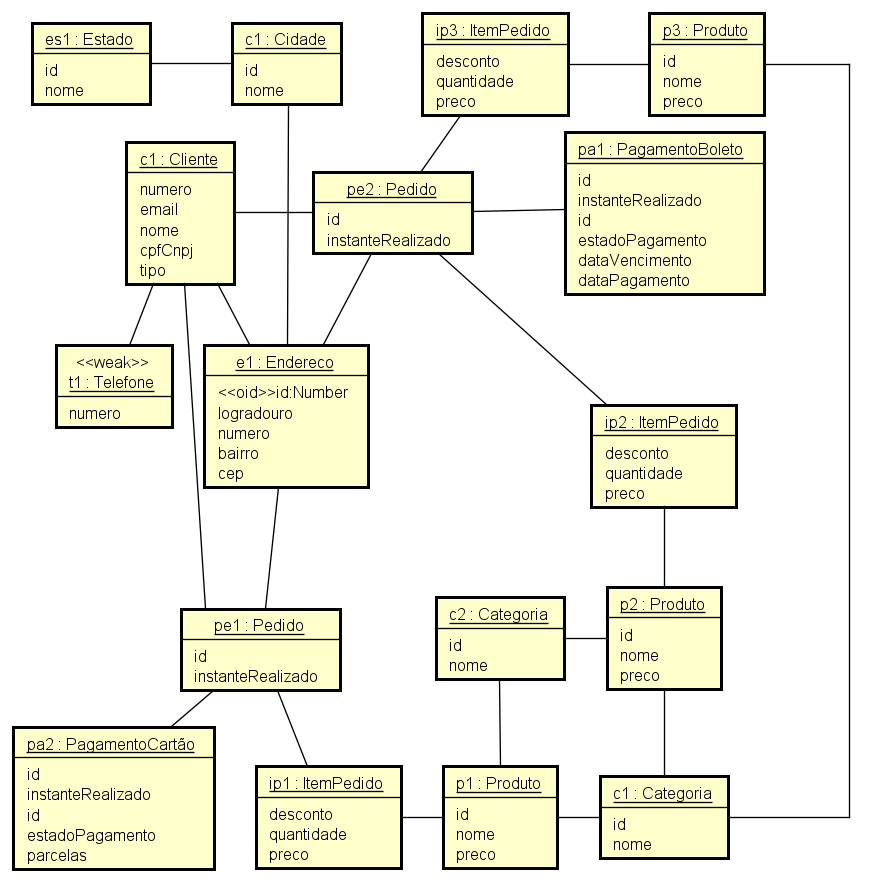 es1 : Estado
id
nome
c1 : Cidade
id
nome
ip3 : ItemPedido
desconto
quantidade
preco
p3 : Produto
id
nome
preco
c1 : Cliente
numero
email
nome
cpfCnpj
tipo
pe2 : Pedido
id
instanteRealizado
pa1 : PagamentoBoleto
id
instanteRealizado
id
estadoPagamento
dataVencimento
dataPagamento
<<weak>>
t1 : Telefone
numero
e1 : Endereco
<<oid>>id:Number
logradouro
numero
bairro
cep
ip2 : ItemPedido
desconto
quantidade
preco
pe1 : Pedido
id
instanteRealizado
c2 : Categoria
id
nome
p2 : Produto
id
nome
preco
pa2 : PagamentoCartão
id
instanteRealizado
id
estadoPagamento
parcelas
ip1 : ItemPedido
desconto
quantidade
preco
p1 : Produto
id
nome
preco
c1 : Categoria
id
nome